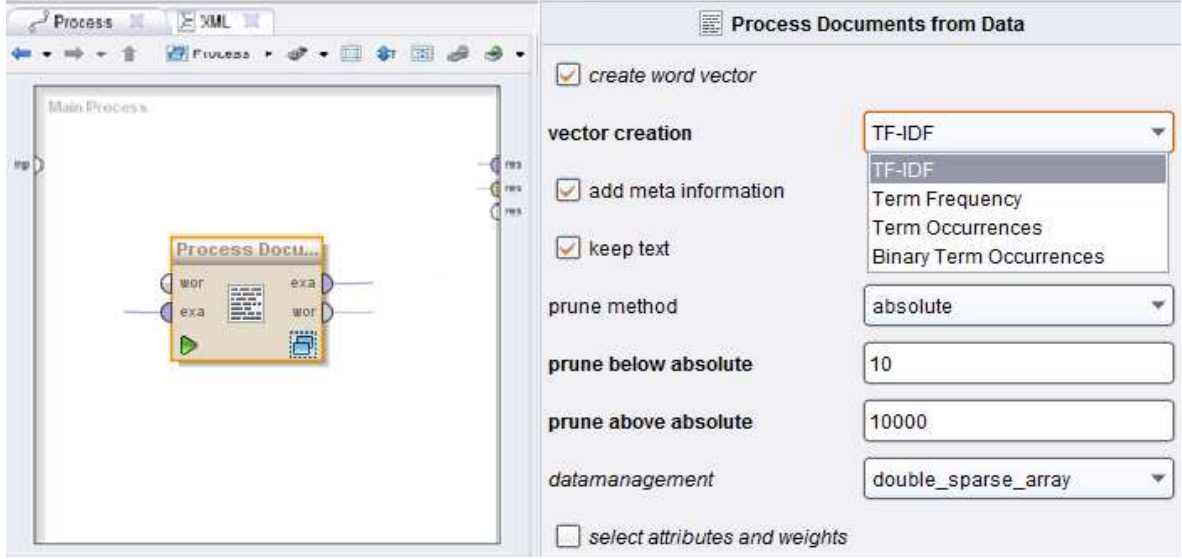 Process
XML
Process
Main Process
inp
res
res
res
Process Docu...
wor
exa
exa
wor
Process Documents from Data
create word vector
vector creation
TF-IDF
TF-IDF
Term Frequency
Term Occurrences
Binary Term Occurrences
add meta information
keep text
prune method
absolute
prune below absolute
10
prune above absolute
10000
datamanagement
double_sparse_array
select attributes and weights